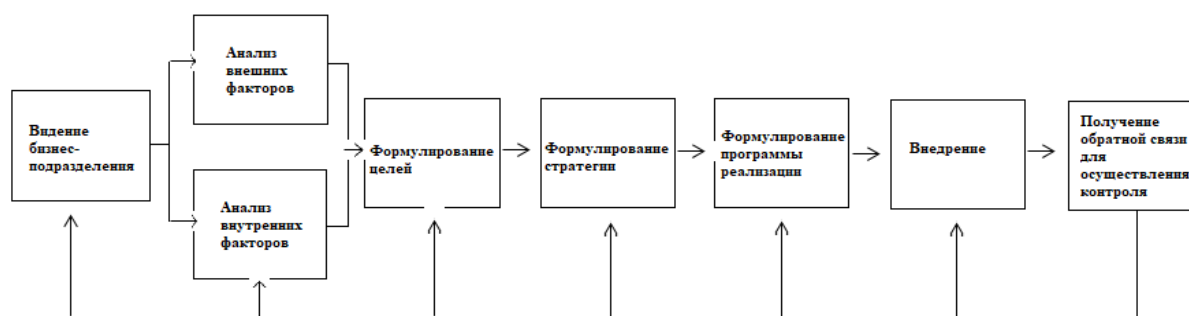 Видение
бизнес-
подразделения
Анализ
внешних
факторов
Анализ
внутренних
факторов
Формулирование
целей
Формулирование
стратегии
Формулирование
программы
реализации
Внедрение
Получение
обратной связи
для
осуществления
контроля